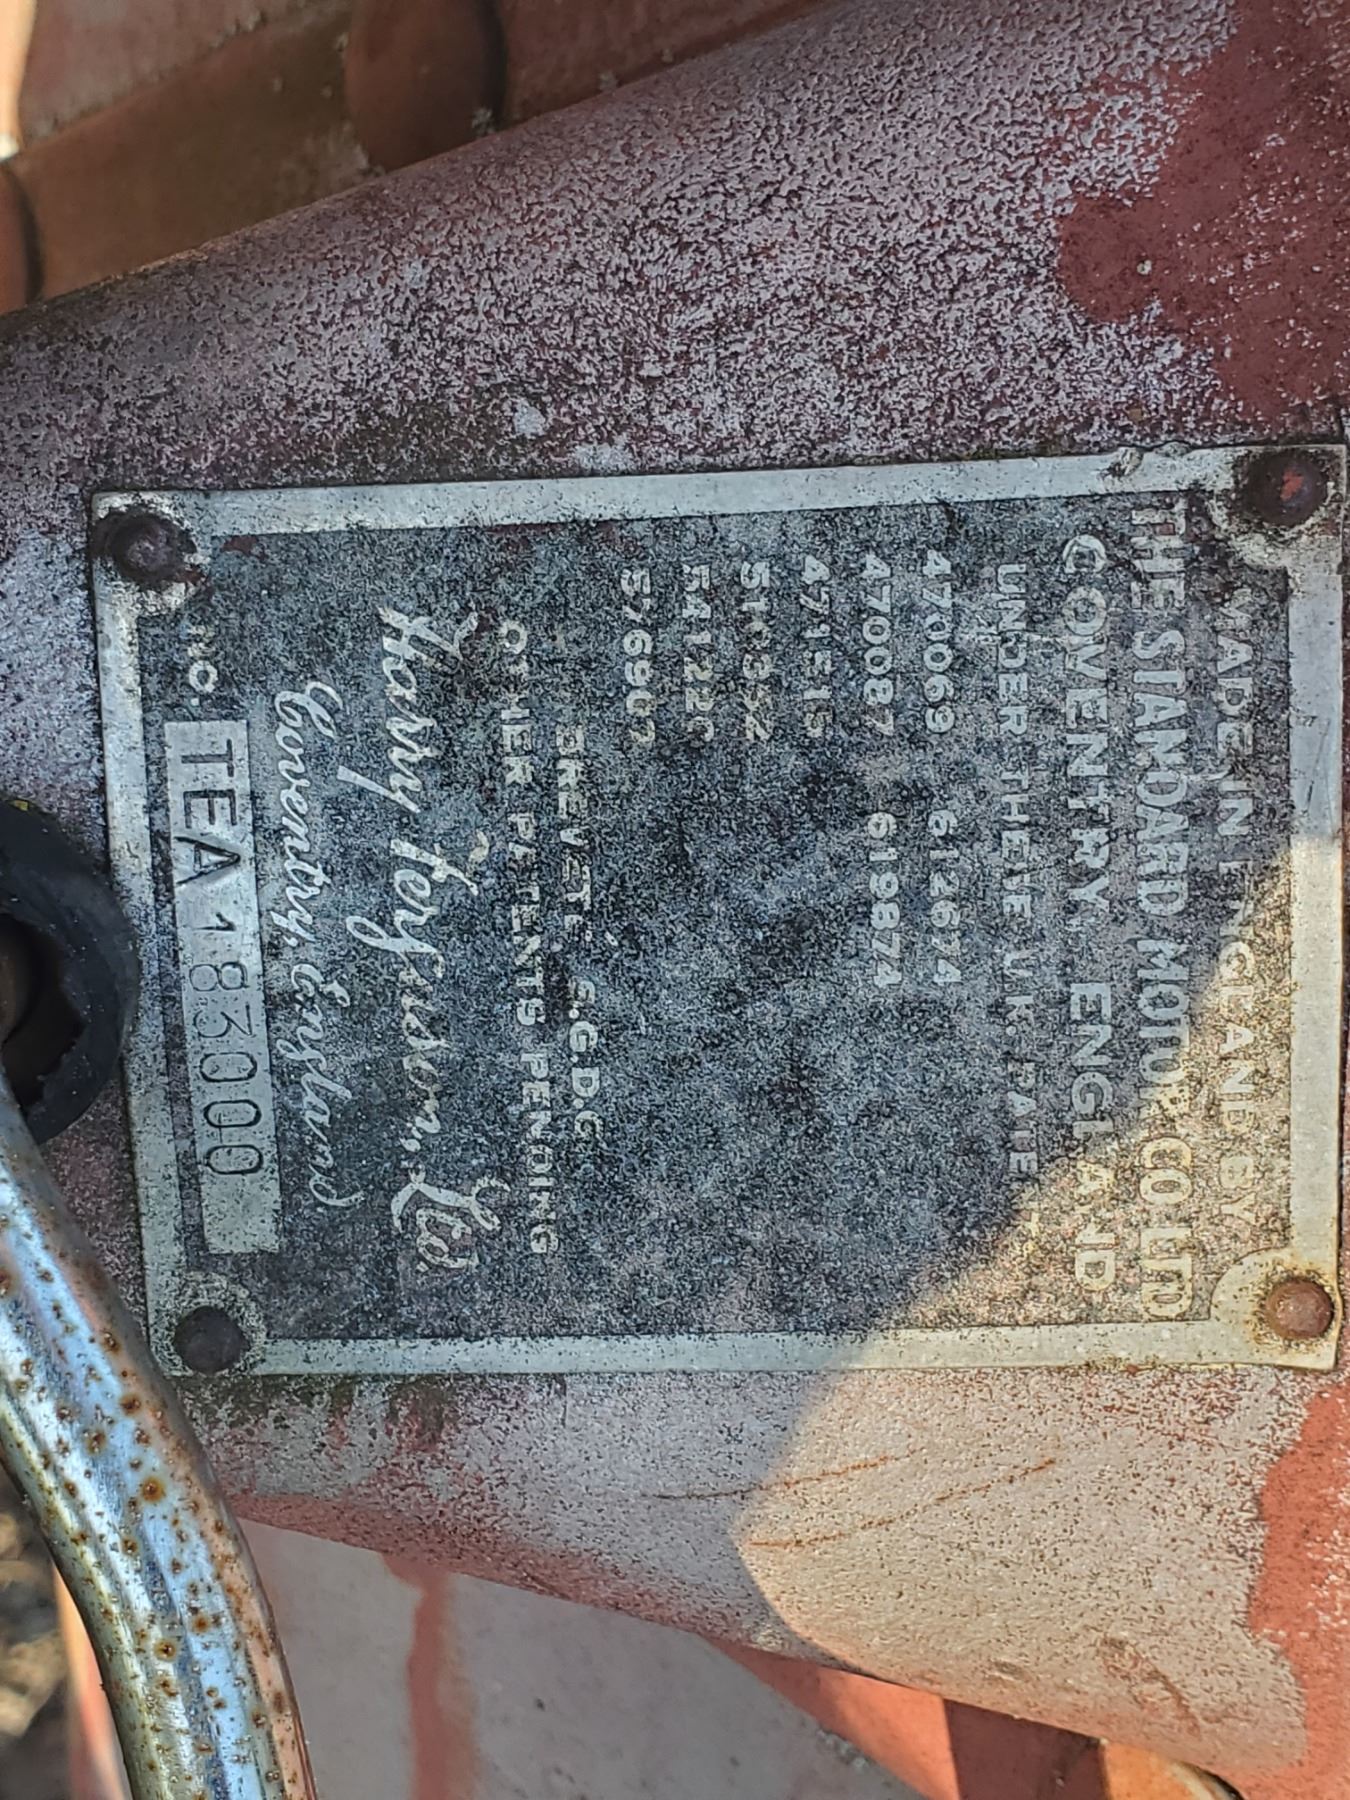 MADE IN ENGLAND BY
THE STANDARD MOTOR CO LTD
COVENTRY, ENGLAND
UNDER THESE U.K. PATENTS
470069 612674
470087 619874
471515
510352
541220
576907
BREVETÉ S.G.D.G.
OTHER PATENTS PENDING
Harry Ferguson, Ltd.
Coventry, England
NO. TEA 183000